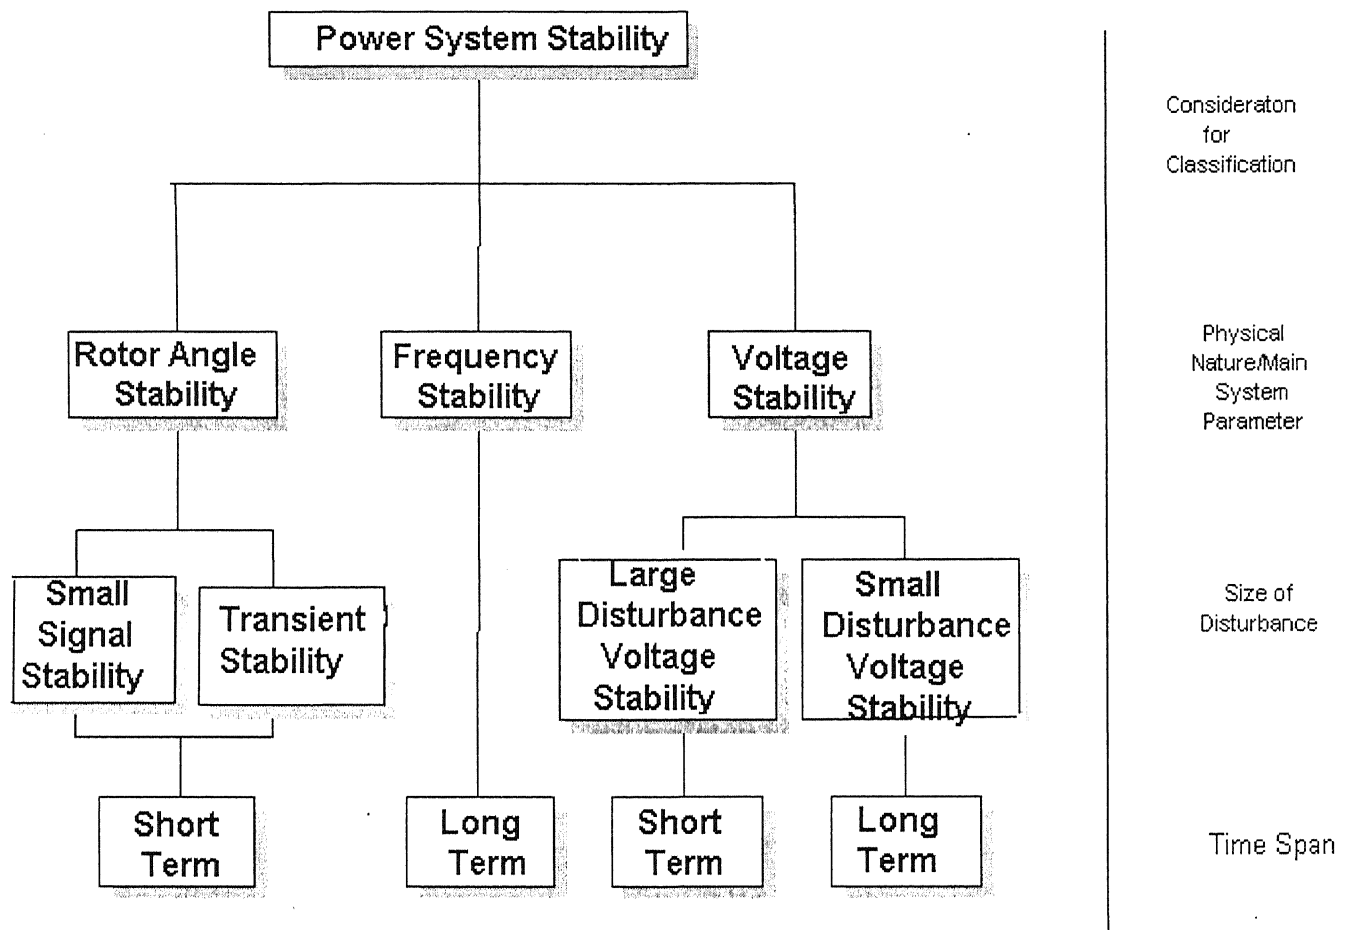 Power System Stability
Consideraton
for
Classification
Rotor Angle
Stability
Frequency
Stability
Voltage
Stability
Physical
Nature/Main
System
Parameter
Small
Signal
Stability
Transient
Stability
Large
Disturbance
Voltage
Stability
Small
Disturbance
Voltage
Stability
Size of
Disturbance
Short
Term
Long
Term
Short
Term
Long
Term
Time Span